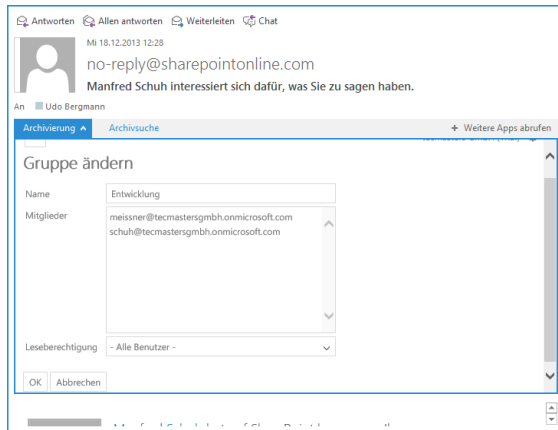 Antworten Allen antworten Weiterleiten Chat
Mi 18.12.2013 12:28
no-reply@sharepointonline.com
Manfred Schuh interessiert sich dafür, was Sie zu sagen haben.
An Udo Bergmann
Archivierung Archivsuche + Weitere Apps abrufen
Gruppe ändern
Name Entwicklung
Mitglieder meissner@tecmastersgmbh.onmicrosoft.com
schuh@tecmastersgmbh.onmicrosoft.com
Leseberechtigung - Alle Benutzer -
OK Abbrechen